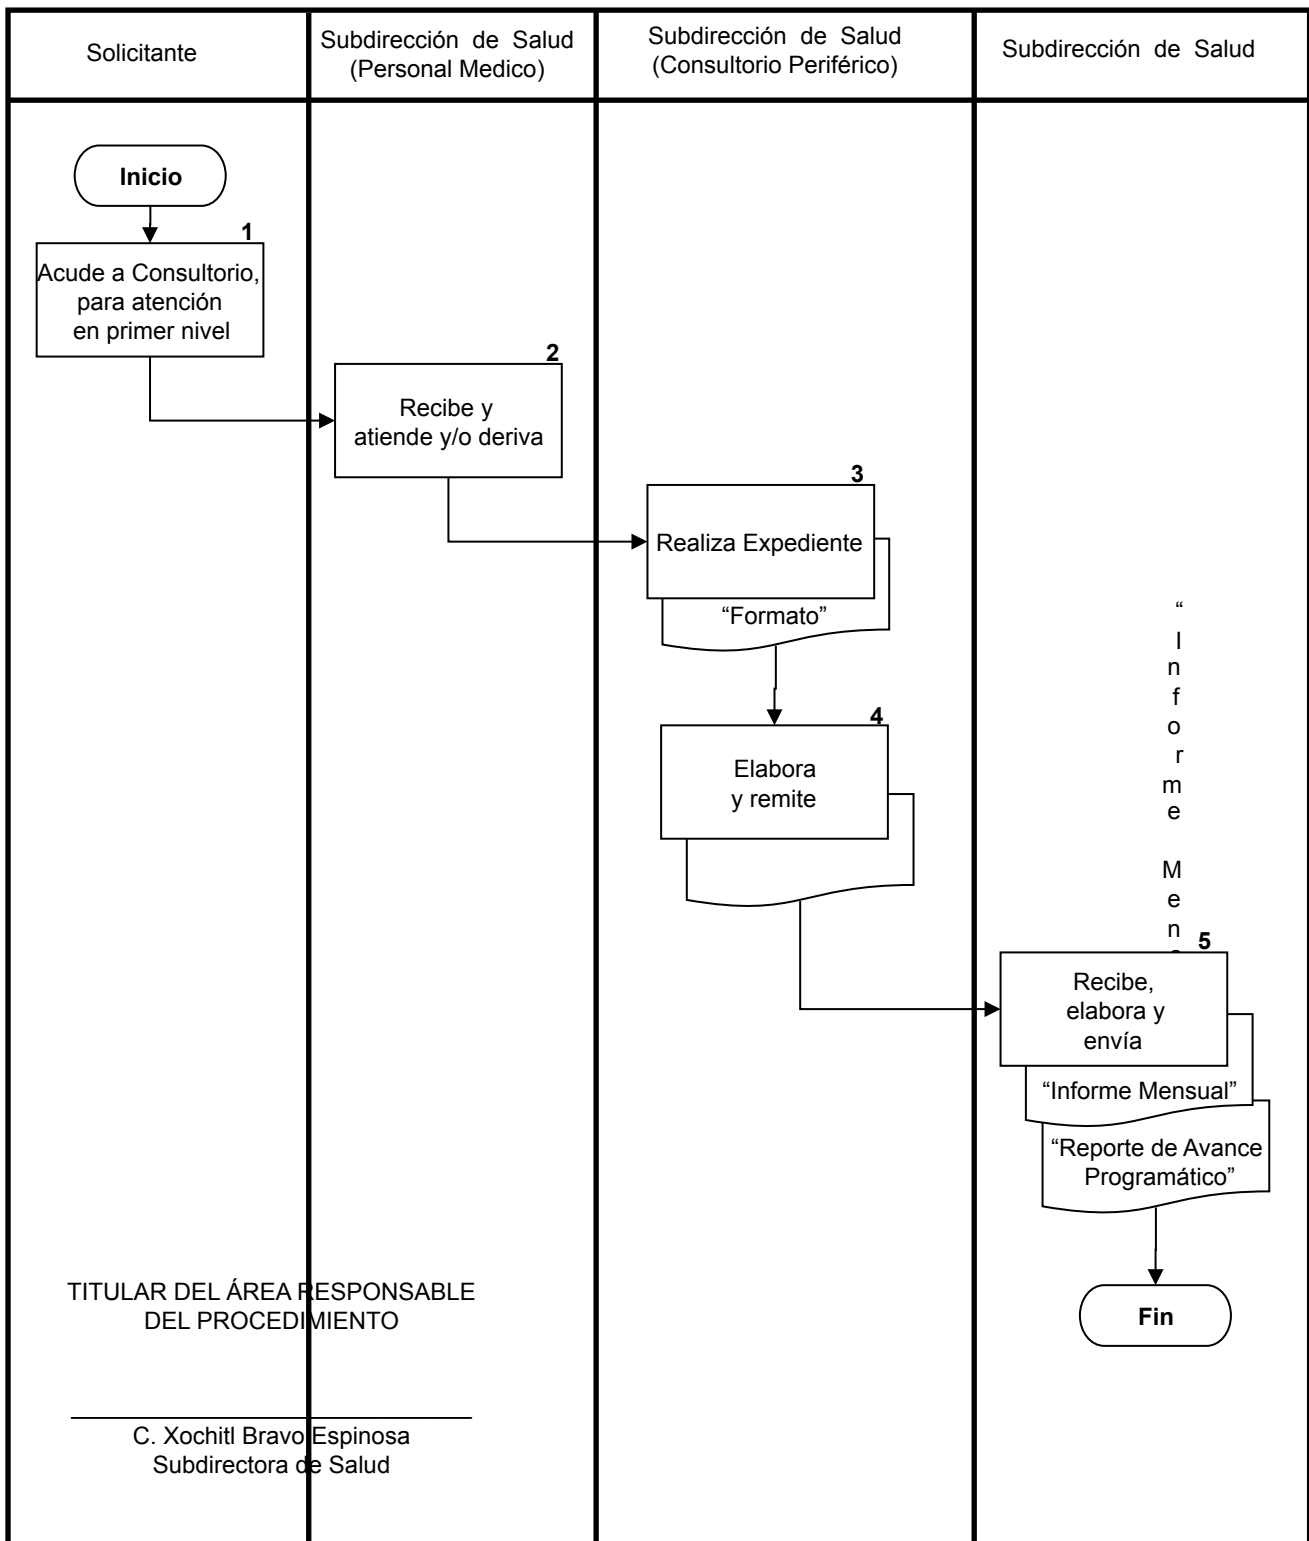 Solicitante
Subdirección de Salud
(Personal Medico)
Subdirección de Salud
(Consultorio Periférico)
Subdirección de Salud
Inicio
1
Acude a Consultorio,
para atención
en primer nivel
2
Recibe y
atiende y/o deriva
3
Realiza Expediente
“Formato”
4
Elabora
y remite
“
I
n
f
o
r
m
e
M
e
n
5
Recibe,
elabora y
envía
“Informe Mensual”
“Reporte de Avance
Programático”
Fin
TITULAR DEL ÁREA RESPONSABLE
DEL PROCEDIMIENTO
C. Xochitl Bravo Espinosa
Subdirectora de Salud